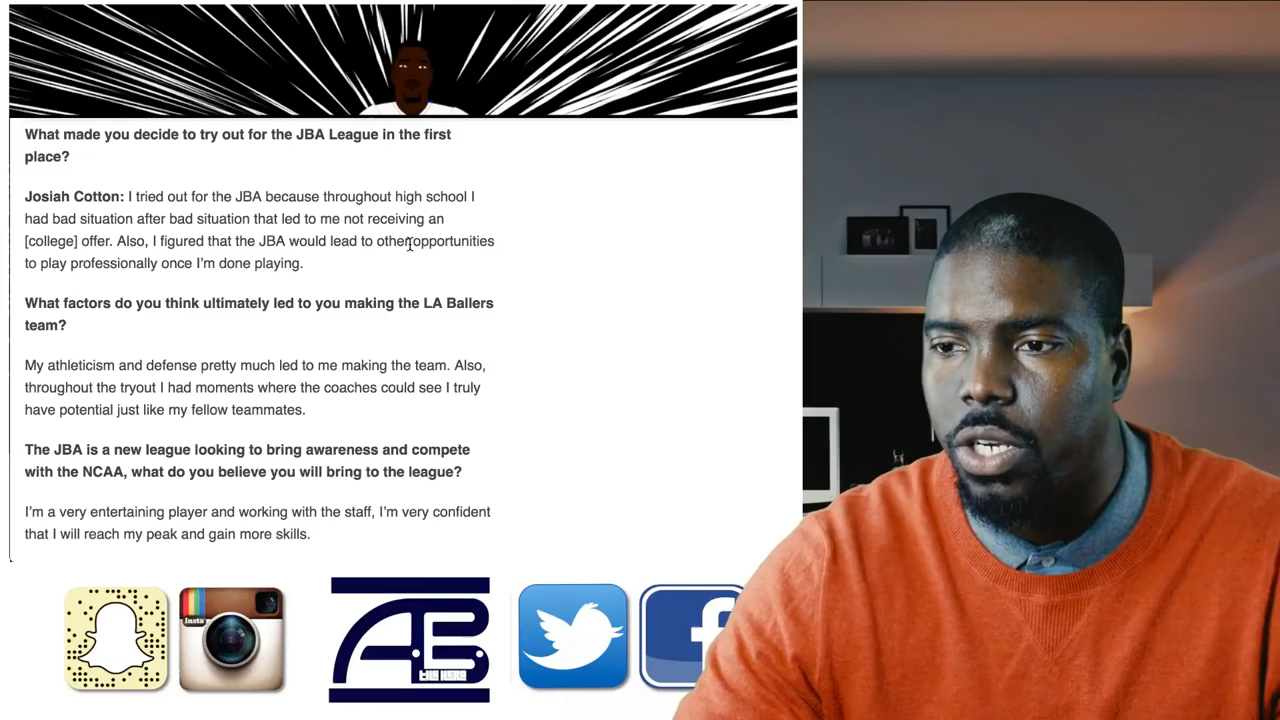 What made you decide to try out for the JBA League in the first
place?
Josiah Cotton: I tried out for the JBA because throughout high school I
had bad situation after bad situation that led to me not receiving an
[college] offer. Also, I figured that the JBA would lead to other opportunities
to play professionally once I'm done playing.
What factors do you think ultimately led to you making the LA Ballers
team?
My athleticism and defense pretty much led to me making the team. Also,
throughout the tryout I had moments where the coaches could see I truly
have potential just like my fellow teammates.
The JBA is a new league looking to bring awareness and compete
with the NCAA, what do you believe you will bring to the league?
I'm a very entertaining player and working with the staff, I'm very confident
that I will reach my peak and gain more skills.
Insta
AB
f